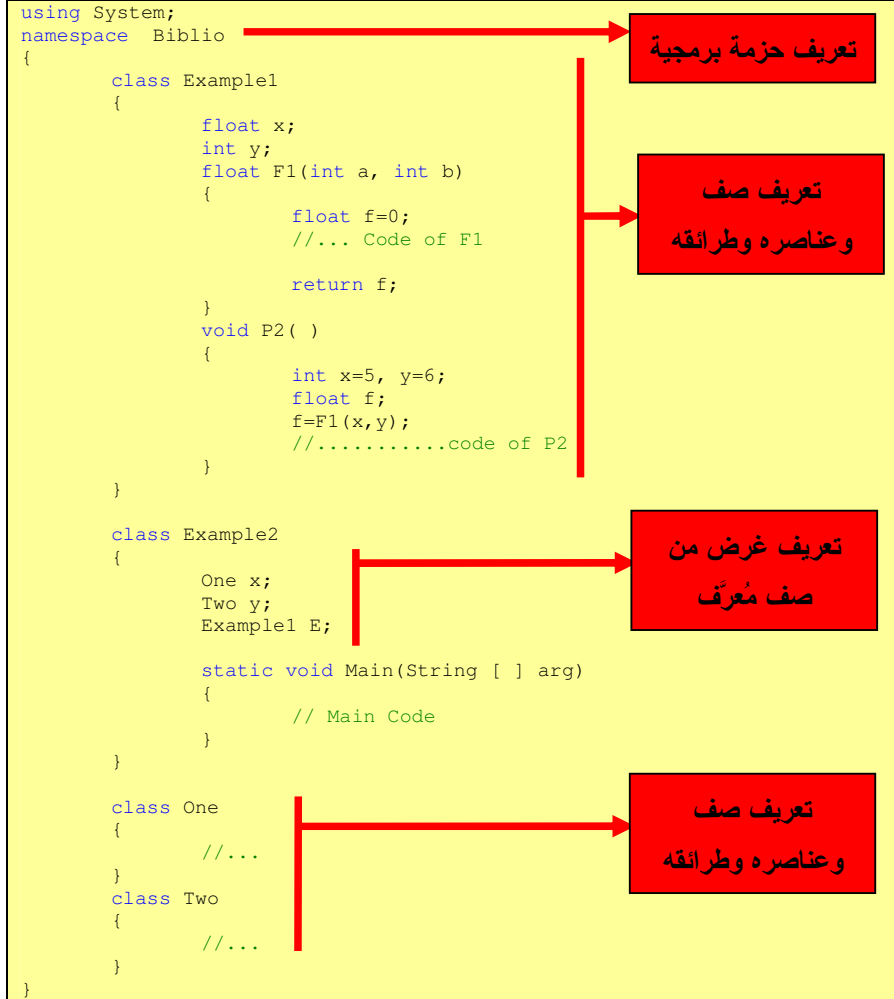 using System;
namespace Biblio
تعريف حزمة برمجية
{
class Example1
{
float x;
int y;
float F1(int a, int b)
{
float f=0;
//... Code of F1
return f;
}
void P2( )
{
int x=5, y=6;
float f;
f=F1(x,y);
//...........code of P2
}
}
تعريف صف
وعناصره وطرائقه
class Example2
{
One x;
Two y;
Example1 E;
تعريف غرض من
صف مُعرَّف
static void Main(String [ ] arg)
{
// Main Code
}
}
class One
{
//...
}
class Two
{
//...
}
}
تعريف صف
وعناصره وطرائقه